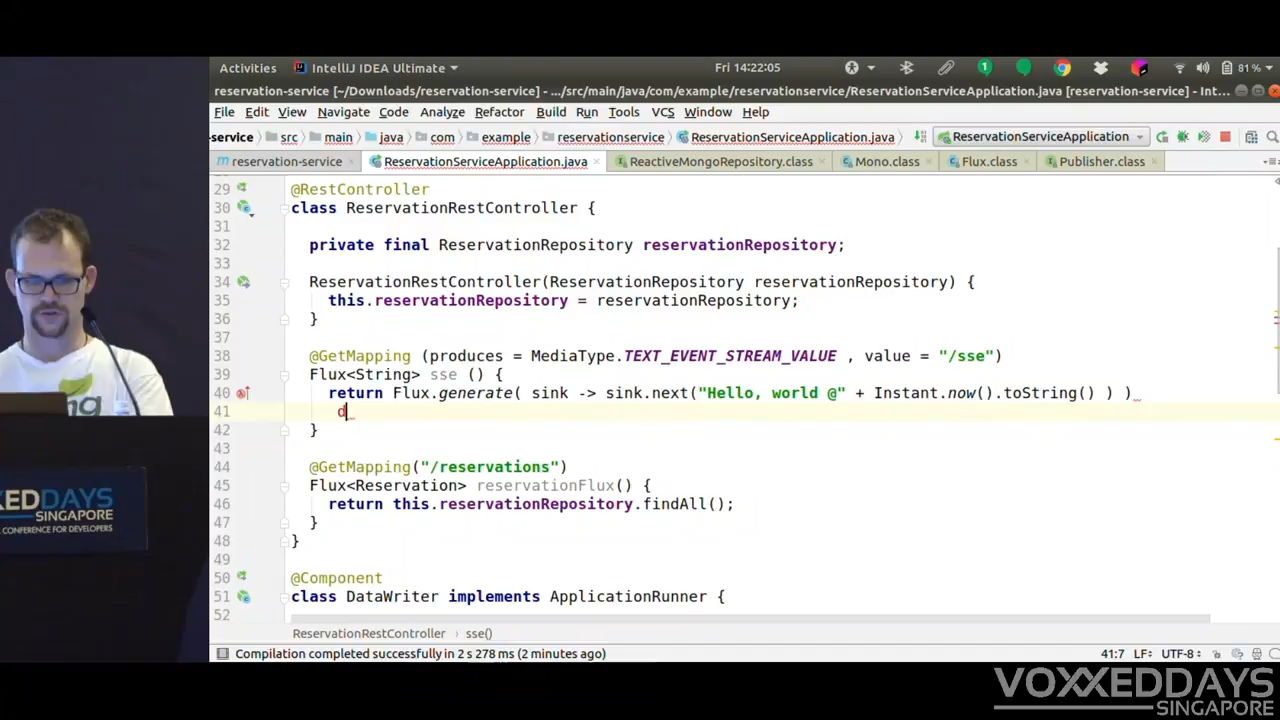 Activities IntelliJ IDEA Ultimate Fri 14:22:05 1 81%
reservation-service [~/Downloads/reservation-service] - .../src/main/java/com/example/reservationservice/ReservationServiceApplication.java [reservation-service] - Int...
File Edit View Navigate Code Analyze Refactor Build Run Tools VCS Window Help
-service src main java com example reservationservice ReservationServiceApplication.java ReservationServiceApplication
m reservation-service ReservationServiceApplication.java ReactiveMongoRepository.class Mono.class Flux.class Publisher.class
29 @RestController
30 class ReservationRestController {
31
32 private final ReservationRepository reservationRepository;
33
34 ReservationRestController(ReservationRepository reservationRepository) {
35 this.reservationRepository = reservationRepository;
36 }
37
38 @GetMapping (produces = MediaType.TEXT_EVENT_STREAM_VALUE , value = "/sse")
39 Flux<String> sse () {
40 return Flux.generate( sink -> sink.next("Hello, world @" + Instant.now().toString() ) )
41 d
42 }
43
44 @GetMapping("/reservations")
45 Flux<Reservation> reservationFlux() {
46 return this.reservationRepository.findAll();
47 }
48 }
49
50 @Component
51 class DataWriter implements ApplicationRunner {
52
ReservationRestController sse()
Compilation completed successfully in 2 s 278 ms (2 minutes ago) 41:7 LF UTF-8
XEDDAYS
SINGAPORE
CONFERENCE FOR DEVELOPERS
VOXXEDDAYS
SINGAPORE